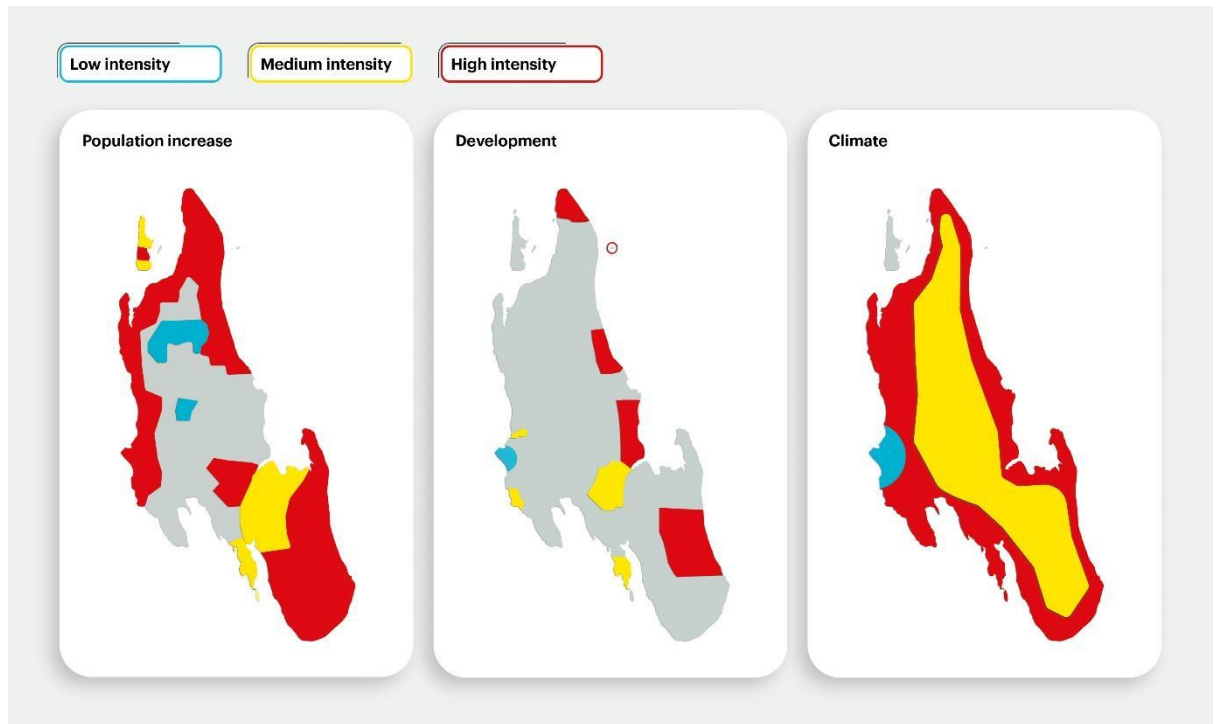 Low intensity
Medium intensity
High intensity
Population increase
Development
Climate